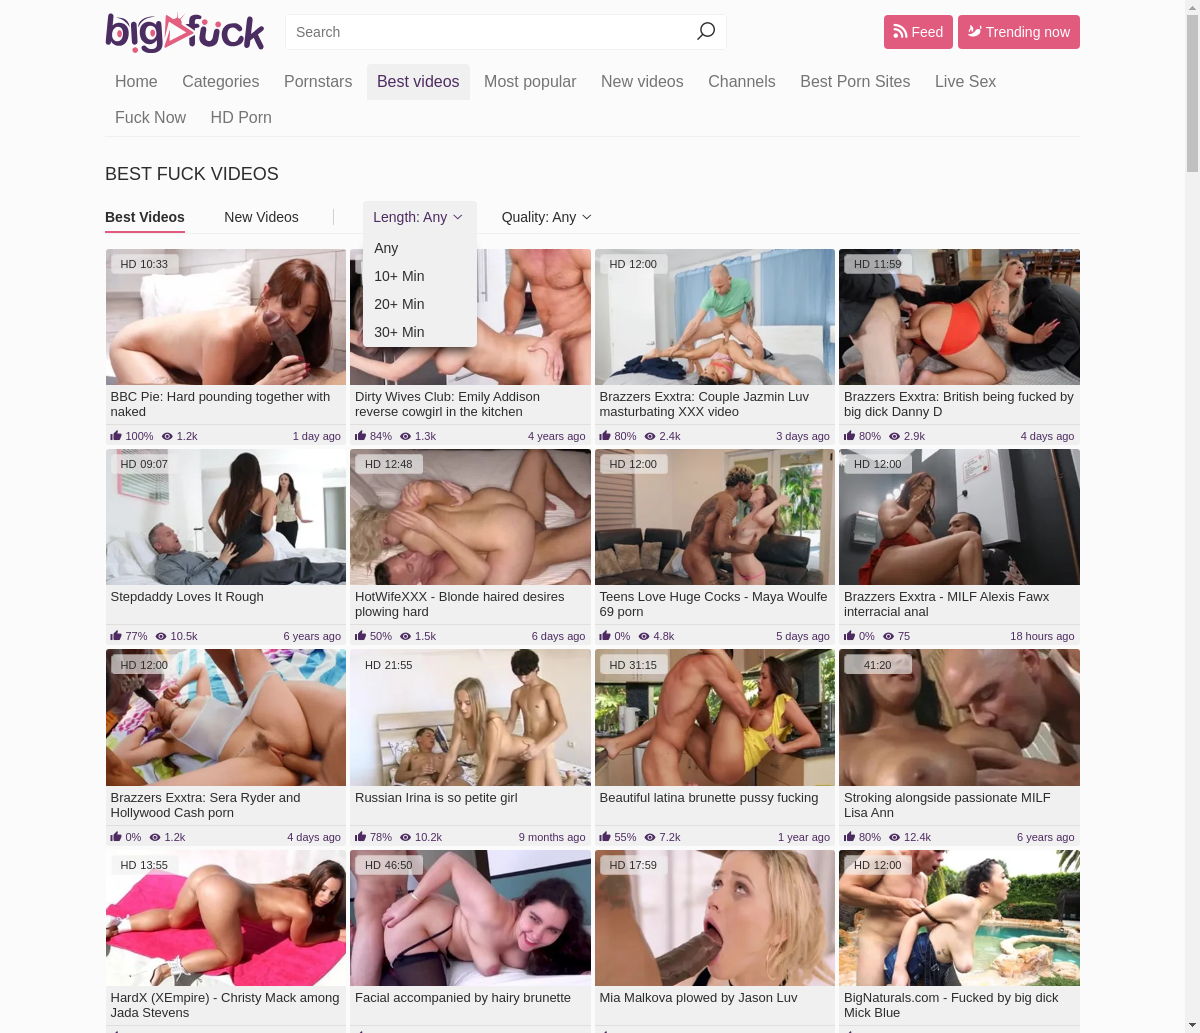 bigfuck
Search
Feed
Trending now
Home Categories Pornstars Best videos Most popular New videos Channels Best Porn Sites Live Sex
Fuck Now HD Porn
BEST FUCK VIDEOS
Best Videos New Videos Length: Any Quality: Any
Any
10+ Min
20+ Min
30+ Min
HD 10:33
HD 12:00
HD 11:59
BBC Pie: Hard pounding together with
naked
100% 1.2k 1 day ago
Dirty Wives Club: Emily Addison
reverse cowgirl in the kitchen
84% 1.3k 4 years ago
Brazzers Exxtra: Couple Jazmin Luv
masturbating XXX video
80% 2.4k 3 days ago
Brazzers Exxtra: British being fucked by
big dick Danny D
80% 2.9k 4 days ago
HD 09:07
HD 12:48
HD 12:00
HD 12:00
Stepdaddy Loves It Rough
77% 10.5k 6 years ago
HotWifeXXX - Blonde haired desires
plowing hard
50% 1.5k 6 days ago
Teens Love Huge Cocks - Maya Woulfe
69 porn
0% 4.8k 5 days ago
Brazzers Exxtra - MILF Alexis Fawx
interracial anal
0% 75 18 hours ago
HD 12:00
HD 21:55
HD 31:15
41:20
Brazzers Exxtra: Sera Ryder and
Hollywood Cash porn
0% 1.2k 4 days ago
Russian Irina is so petite girl
78% 10.2k 9 months ago
Beautiful latina brunette pussy fucking
55% 7.2k 1 year ago
Stroking alongside passionate MILF
Lisa Ann
80% 12.4k 6 years ago
HD 13:55
HD 46:50
HD 17:59
HD 12:00
HardX (XEmpire) - Christy Mack among
Jada Stevens
Facial accompanied by hairy brunette
Mia Malkova plowed by Jason Luv
BigNaturals.com - Fucked by big dick
Mick Blue